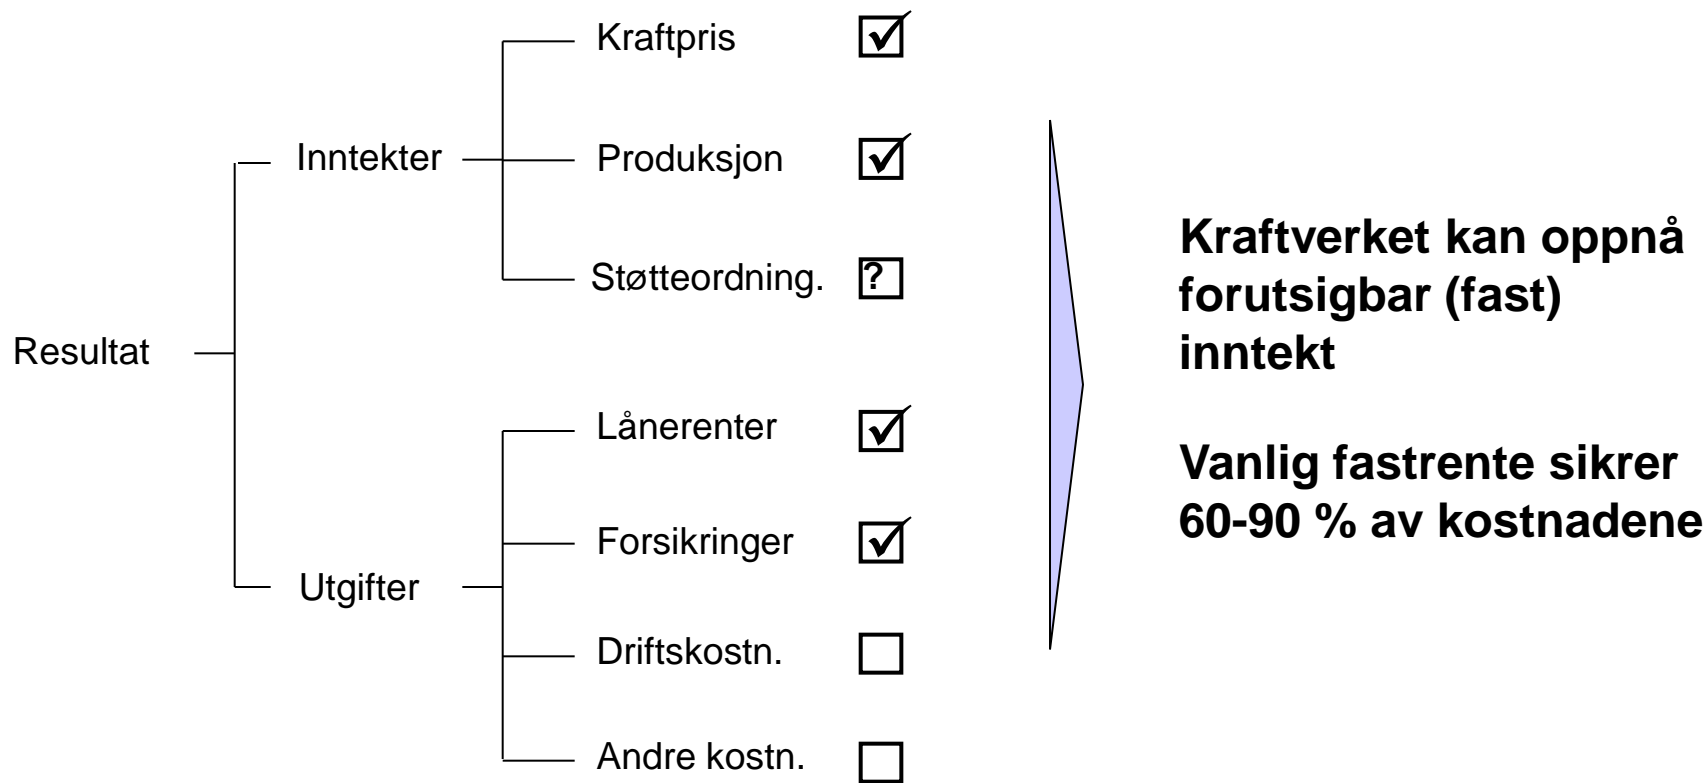 Kraftpris
Inntekter
Produksjon
Støtteordning.
?
Resultat
Lånerenter
Forsikringer
Utgifter
Driftskostn.
Andre kostn.
Kraftverket kan oppnå
forutsigbar (fast)
inntekt
Vanlig fastrente sikrer
60-90 % av kostnadene